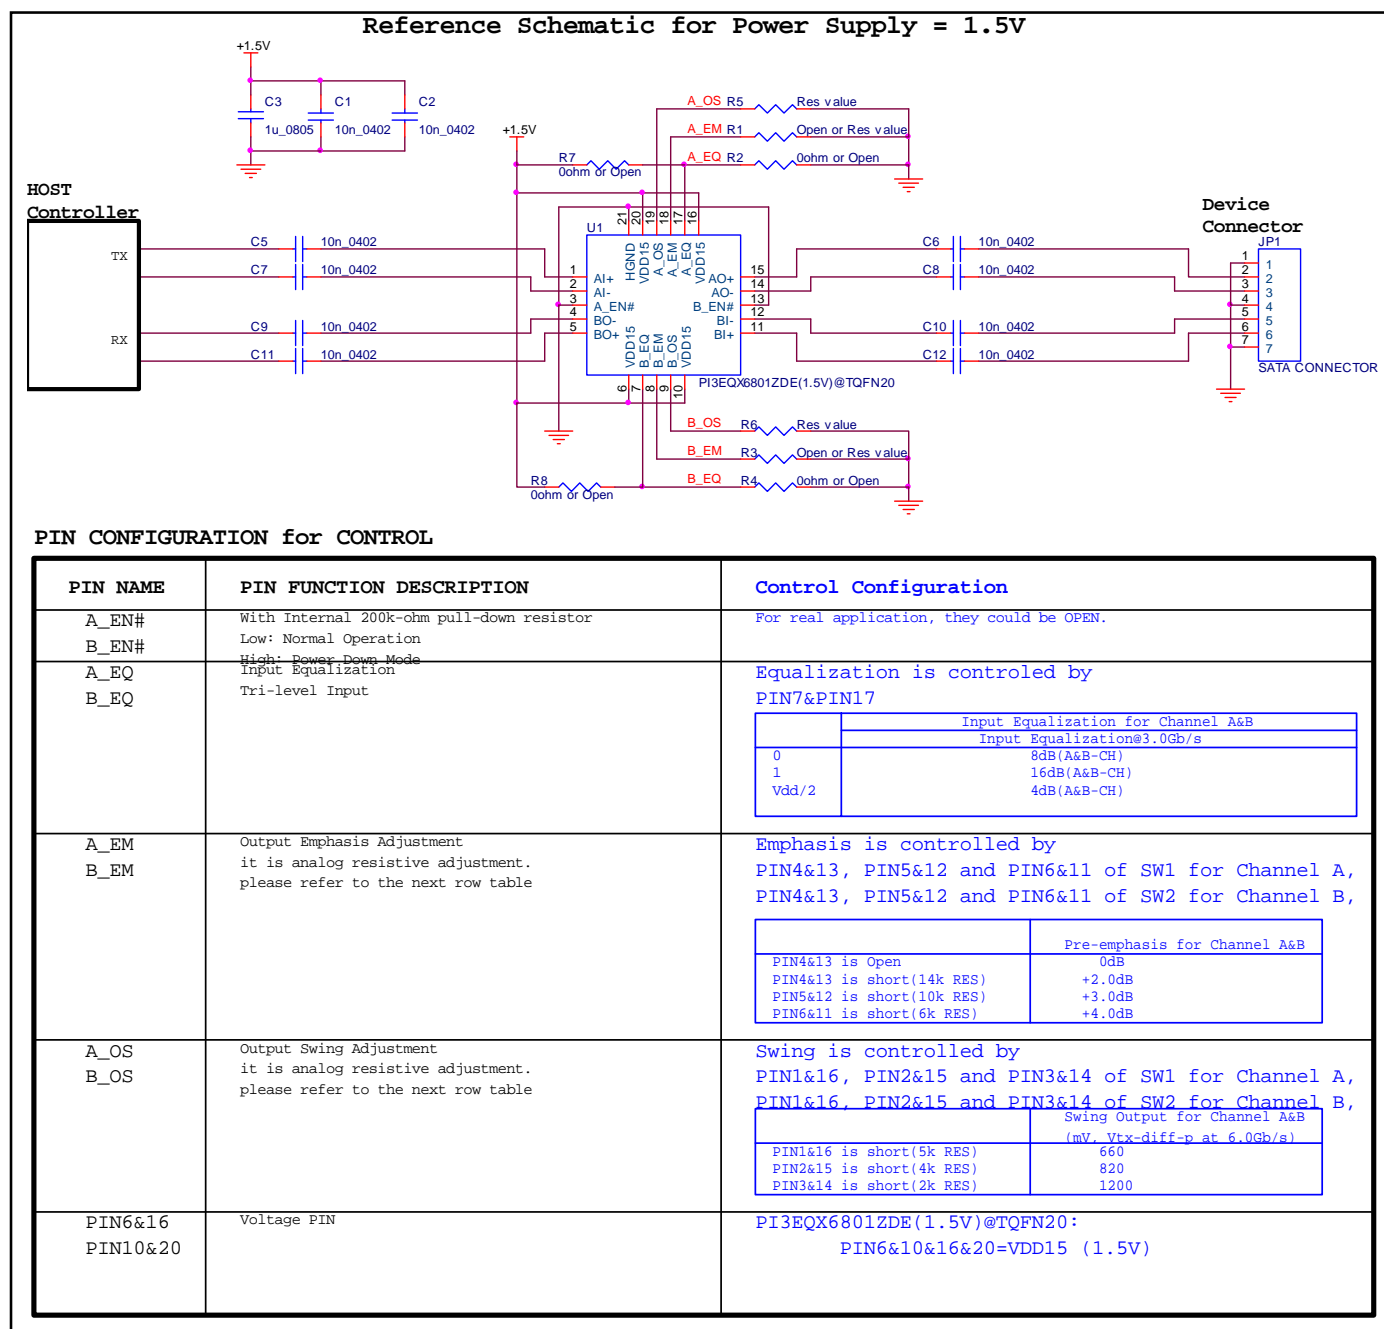 Reference Schematic for Power Supply = 1.5V
+1.5V
C3
C1
C2
1u_0805
10n_0402
10n_0402
+1.5V
A_OS R5 Res value
A_EM R1 Open or Res value
R7
0ohm or Open
A_EQ R2 0ohm or Open
HOST
Controller
TX
RX
C5 10n_0402
C7 10n_0402
C9 10n_0402
C11 10n_0402
U1
21 20 19 18 17 16
HGND VDD15 A_OS A_EM A_EQ VDD15
1 AI+
2 AI-
3 A_EN#
4 BO-
5 BO+
15 AO+
14 AO-
13 B_EN#
12 BI-
11 BI+
VDD15 B_EQ B_EM B_OS VDD15
6 7 8 9 10
PI3EQX6801ZDE(1.5V)@TQFN20
C6 10n_0402
C8 10n_0402
C10 10n_0402
C12 10n_0402
Device
Connector
JP1
1 1
2 2
3 3
4 4
5 5
6 6
7 7
SATA CONNECTOR
B_OS R6 Res value
B_EM R3 Open or Res value
R8
0ohm or Open
B_EQ R4 0ohm or Open
PIN CONFIGURATION for CONTROL
PIN NAME PIN FUNCTION DESCRIPTION Control Configuration
A_EN#
B_EN#
With Internal 200k-ohm pull-down resistor
Low: Normal Operation
High: Power Down Mode
For real application, they could be OPEN.
A_EQ
B_EQ
Input Equalization
Tri-level Input
Equalization is controled by
PIN7&PIN17
Input Equalization for Channel A&B
Input Equalization@3.0Gb/s
0 8dB(A&B-CH)
1 16dB(A&B-CH)
Vdd/2 4dB(A&B-CH)
A_EM
B_EM
Output Emphasis Adjustment
it is analog resistive adjustment.
please refer to the next row table
Emphasis is controlled by
PIN4&13, PIN5&12 and PIN6&11 of SW1 for Channel A,
PIN4&13, PIN5&12 and PIN6&11 of SW2 for Channel B,
Pre-emphasis for Channel A&B
PIN4&13 is Open 0dB
PIN4&13 is short(14k RES) +2.0dB
PIN5&12 is short(10k RES) +3.0dB
PIN6&11 is short(6k RES) +4.0dB
A_OS
B_OS
Output Swing Adjustment
it is analog resistive adjustment.
please refer to the next row table
Swing is controlled by
PIN1&16, PIN2&15 and PIN3&14 of SW1 for Channel A,
PIN1&16, PIN2&15 and PIN3&14 of SW2 for Channel B,
Swing Output for Channel A&B
(mV, Vtx-diff-p at 6.0Gb/s)
PIN1&16 is short(5k RES) 660
PIN2&15 is short(4k RES) 820
PIN3&14 is short(2k RES) 1200
PIN6&16
PIN10&20
Voltage PIN
PI3EQX6801ZDE(1.5V)@TQFN20:
PIN6&10&16&20=VDD15 (1.5V)